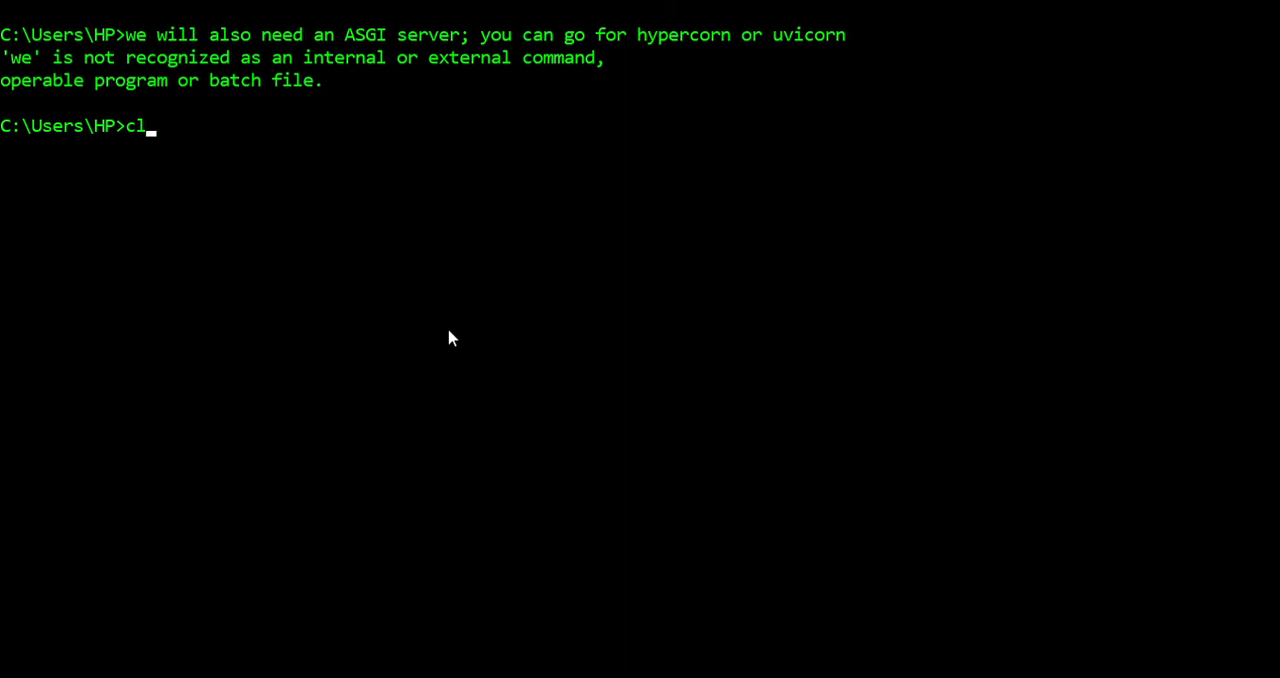 C:\Users\HP>we will also need an ASGI server; you can go for hypercorn or uvicorn
'we' is not recognized as an internal or external command,
operable program or batch file.
C:\Users\HP>cl